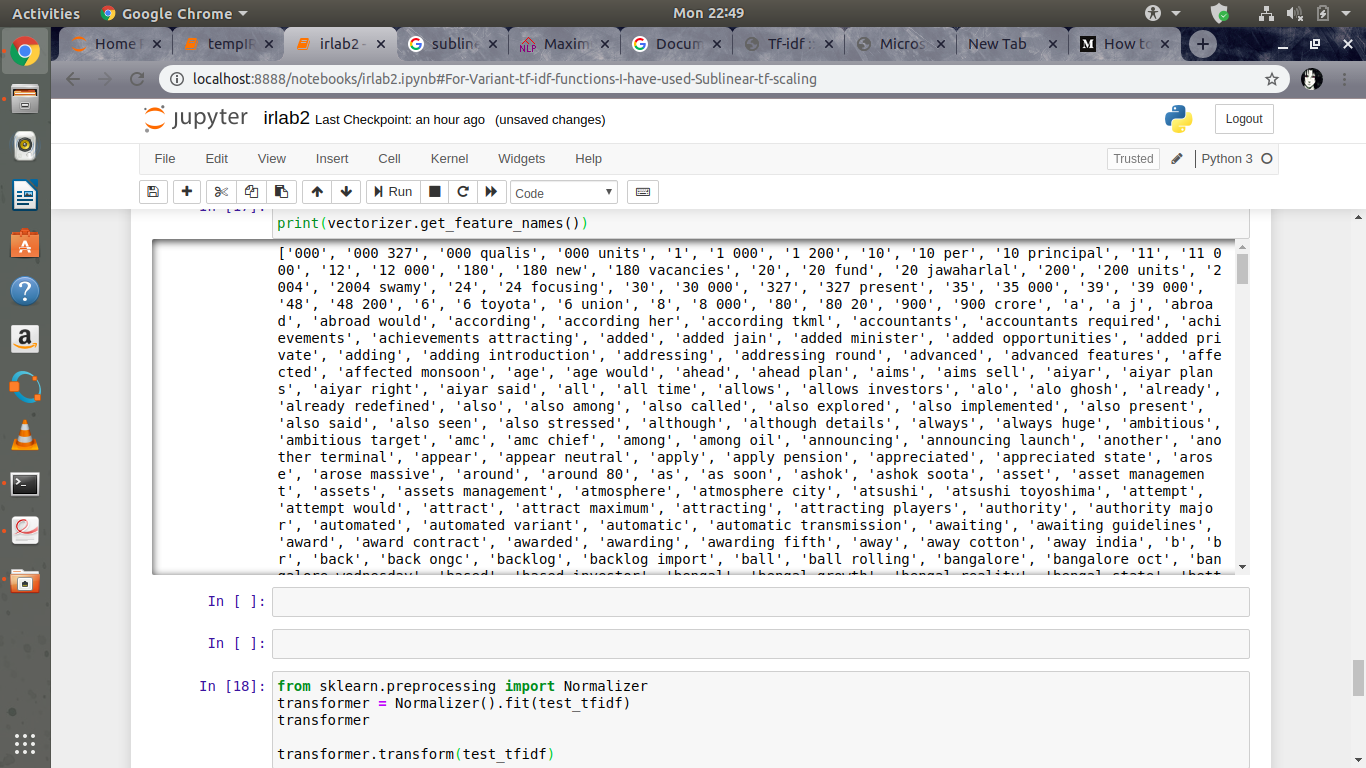 Activities Google Chrome Mon 22:49
Home tempIR irlab2 - sublin Maxim Docum Tf-idf :: Micros New Tab How to
localhost:8888/notebooks/irlab2.ipynb#For-Variant-tf-idf-functions-I-have-used-Sublinear-tf-scaling
jupyter irlab2 Last Checkpoint: an hour ago (unsaved changes) Logout
File Edit View Insert Cell Kernel Widgets Help Trusted Python 3
Run Code
In [17]:
print(vectorizer.get_feature_names())
['000', '000 327', '000 qualis', '000 units', '1', '1 000', '1 200', '10', '10 per', '10 principal', '11', '11 0
00', '12', '12 000', '180', '180 new', '180 vacancies', '20', '20 fund', '20 jawaharlal', '200', '200 units', '2
004', '2004 swamy', '24', '24 focusing', '30', '30 000', '327', '327 present', '35', '35 000', '39', '39 000',
'48', '48 200', '6', '6 toyota', '6 union', '8', '8 000', '80', '80 20', '900', '900 crore', 'a', 'a j', 'abroa
d', 'abroad would', 'according', 'according her', 'according tkml', 'accountants', 'accountants required', 'achi
evements', 'achievements attracting', 'added', 'added jain', 'added minister', 'added opportunities', 'added pri
vate', 'adding', 'adding introduction', 'addressing', 'addressing round', 'advanced', 'advanced features', 'affe
cted', 'affected monsoon', 'age', 'age would', 'ahead', 'ahead plan', 'aims', 'aims sell', 'aiyar', 'aiyar plan
s', 'aiyar right', 'aiyar said', 'all', 'all time', 'allows', 'allows investors', 'alo', 'alo ghosh', 'already',
'already redefined', 'also', 'also among', 'also called', 'also explored', 'also implemented', 'also present',
'also said', 'also seen', 'also stressed', 'although', 'although details', 'always', 'always huge', 'ambitious',
'ambitious target', 'amc', 'amc chief', 'among', 'among oil', 'announcing', 'announcing launch', 'another', 'ano
ther terminal', 'appear', 'appear neutral', 'apply', 'apply pension', 'appreciated', 'appreciated state', 'aros
e', 'arose massive', 'around', 'around 80', 'as', 'as soon', 'ashok', 'ashok soota', 'asset', 'asset managemen
t', 'assets', 'assets management', 'atmosphere', 'atmosphere city', 'atsushi', 'atsushi toyoshima', 'attempt',
'attempt would', 'attract', 'attract maximum', 'attracting', 'attracting players', 'authority', 'authority majo
r', 'automated', 'automated variant', 'automatic', 'automatic transmission', 'awaiting', 'awaiting guidelines',
'award', 'award contract', 'awarded', 'awarding', 'awarding fifth', 'away', 'away cotton', 'away india', 'b', 'b
r', 'back', 'back ongc', 'backlog', 'backlog import', 'ball', 'ball rolling', 'bangalore', 'bangalore oct', 'ban
galore wednesday', 'based', 'based investor', 'bengal', 'bengal growth', 'bengal reality', 'bengal state', 'bett
In [ ]:
In [ ]:
In [18]:
from sklearn.preprocessing import Normalizer
transformer = Normalizer().fit(test_tfidf)
transformer
transformer.transform(test_tfidf)